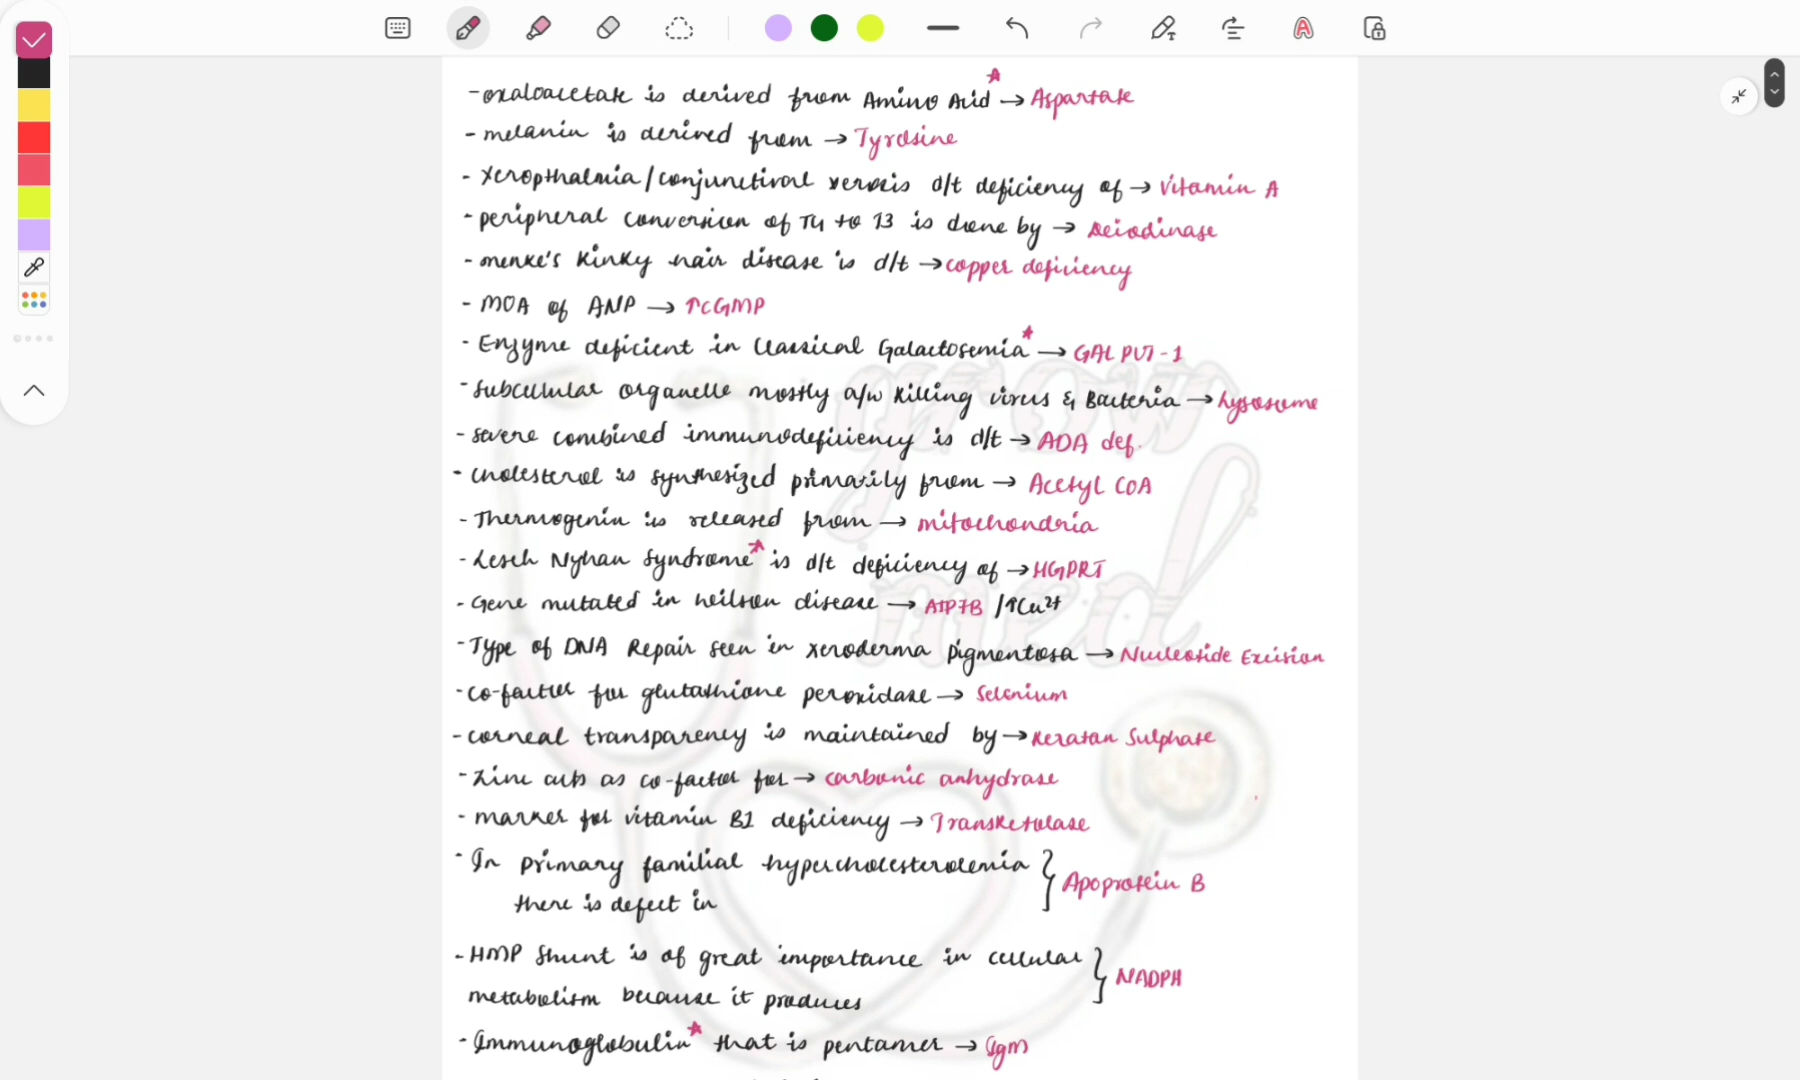 - oxaloacetate is derived from Amino Acid → Aspartate
- melanin is derived from → Tyrosine
- Xeropthalmia/conjunctival xerosis d/t deficiency of → Vitamin A
- peripheral conversion of T4 to T3 is done by → Deiodinase
- menke's Kinky hair disease is d/t → copper deficiency
- MOA of ANP → ↑cGMP
- Enzyme deficient in Classical Galactosemia → GALPUT-1
- Subcellular organelle mostly a/w Killing virus & Bacteria → Lysosome
- Severe combined immunodeficiency is d/t → ADA def.
- Cholesterol is synthesized primarily from → Acetyl CoA
- Thermogenin is released from → mitochondria
- Lesch Nyhan Syndrome is d/t deficiency of → HGPRT
- Gene mutated in Wilson disease → ATP7B /↑Cu2+
- Type of DNA Repair seen in xeroderma Pigmentosa → Nucleotide Excision
- Co-factor for glutathione peroxidase → Selenium
- corneal transparency is maintained by → Keratan Sulphate
- Zinc acts as co-factor for → carbonic anhydrase
- marker for vitamin B1 deficiency → Transketolase
- In primary familial hypercholesterolemia } Apoprotein B
there is defect in
- HMP Shunt is of great importance in cellular } NADPH
metabolism because it produces
- Immunoglobulin that is pentamer → IgM
grow
med